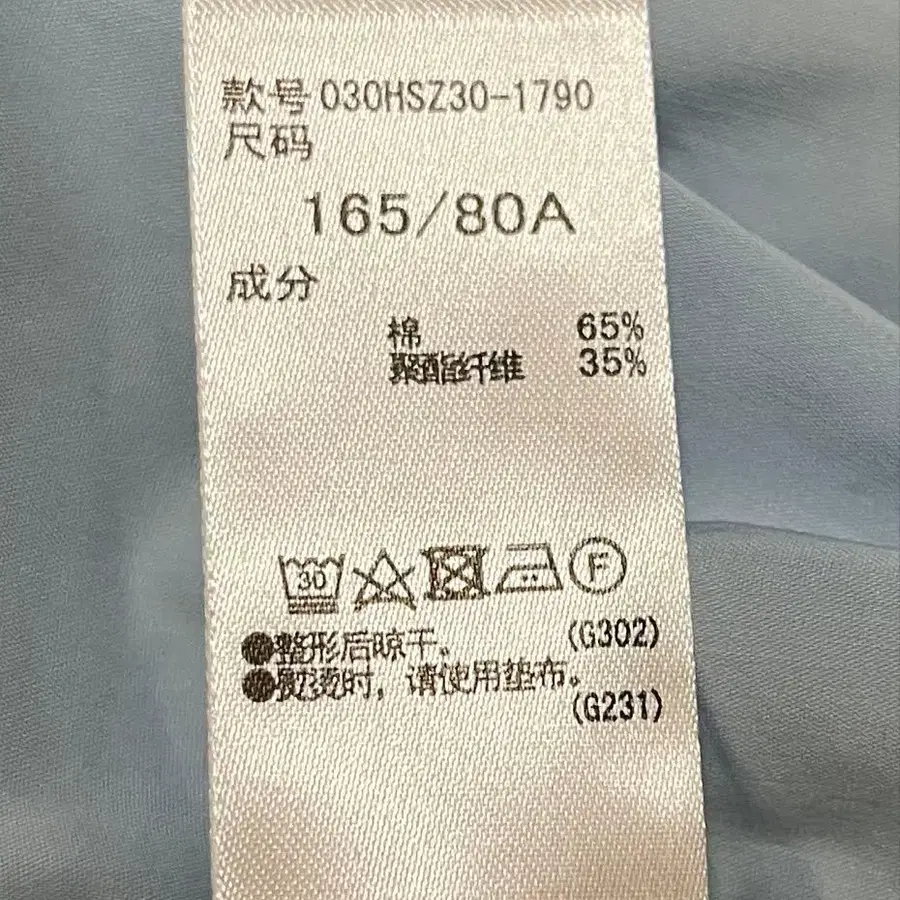 款号 030HSZ30-1790
尺码
165/80A
成分
棉 65%
聚酯纤维 35%
30 F
●整形后晾干。 (G302)
●熨烫时，请使用垫布。
(G231)